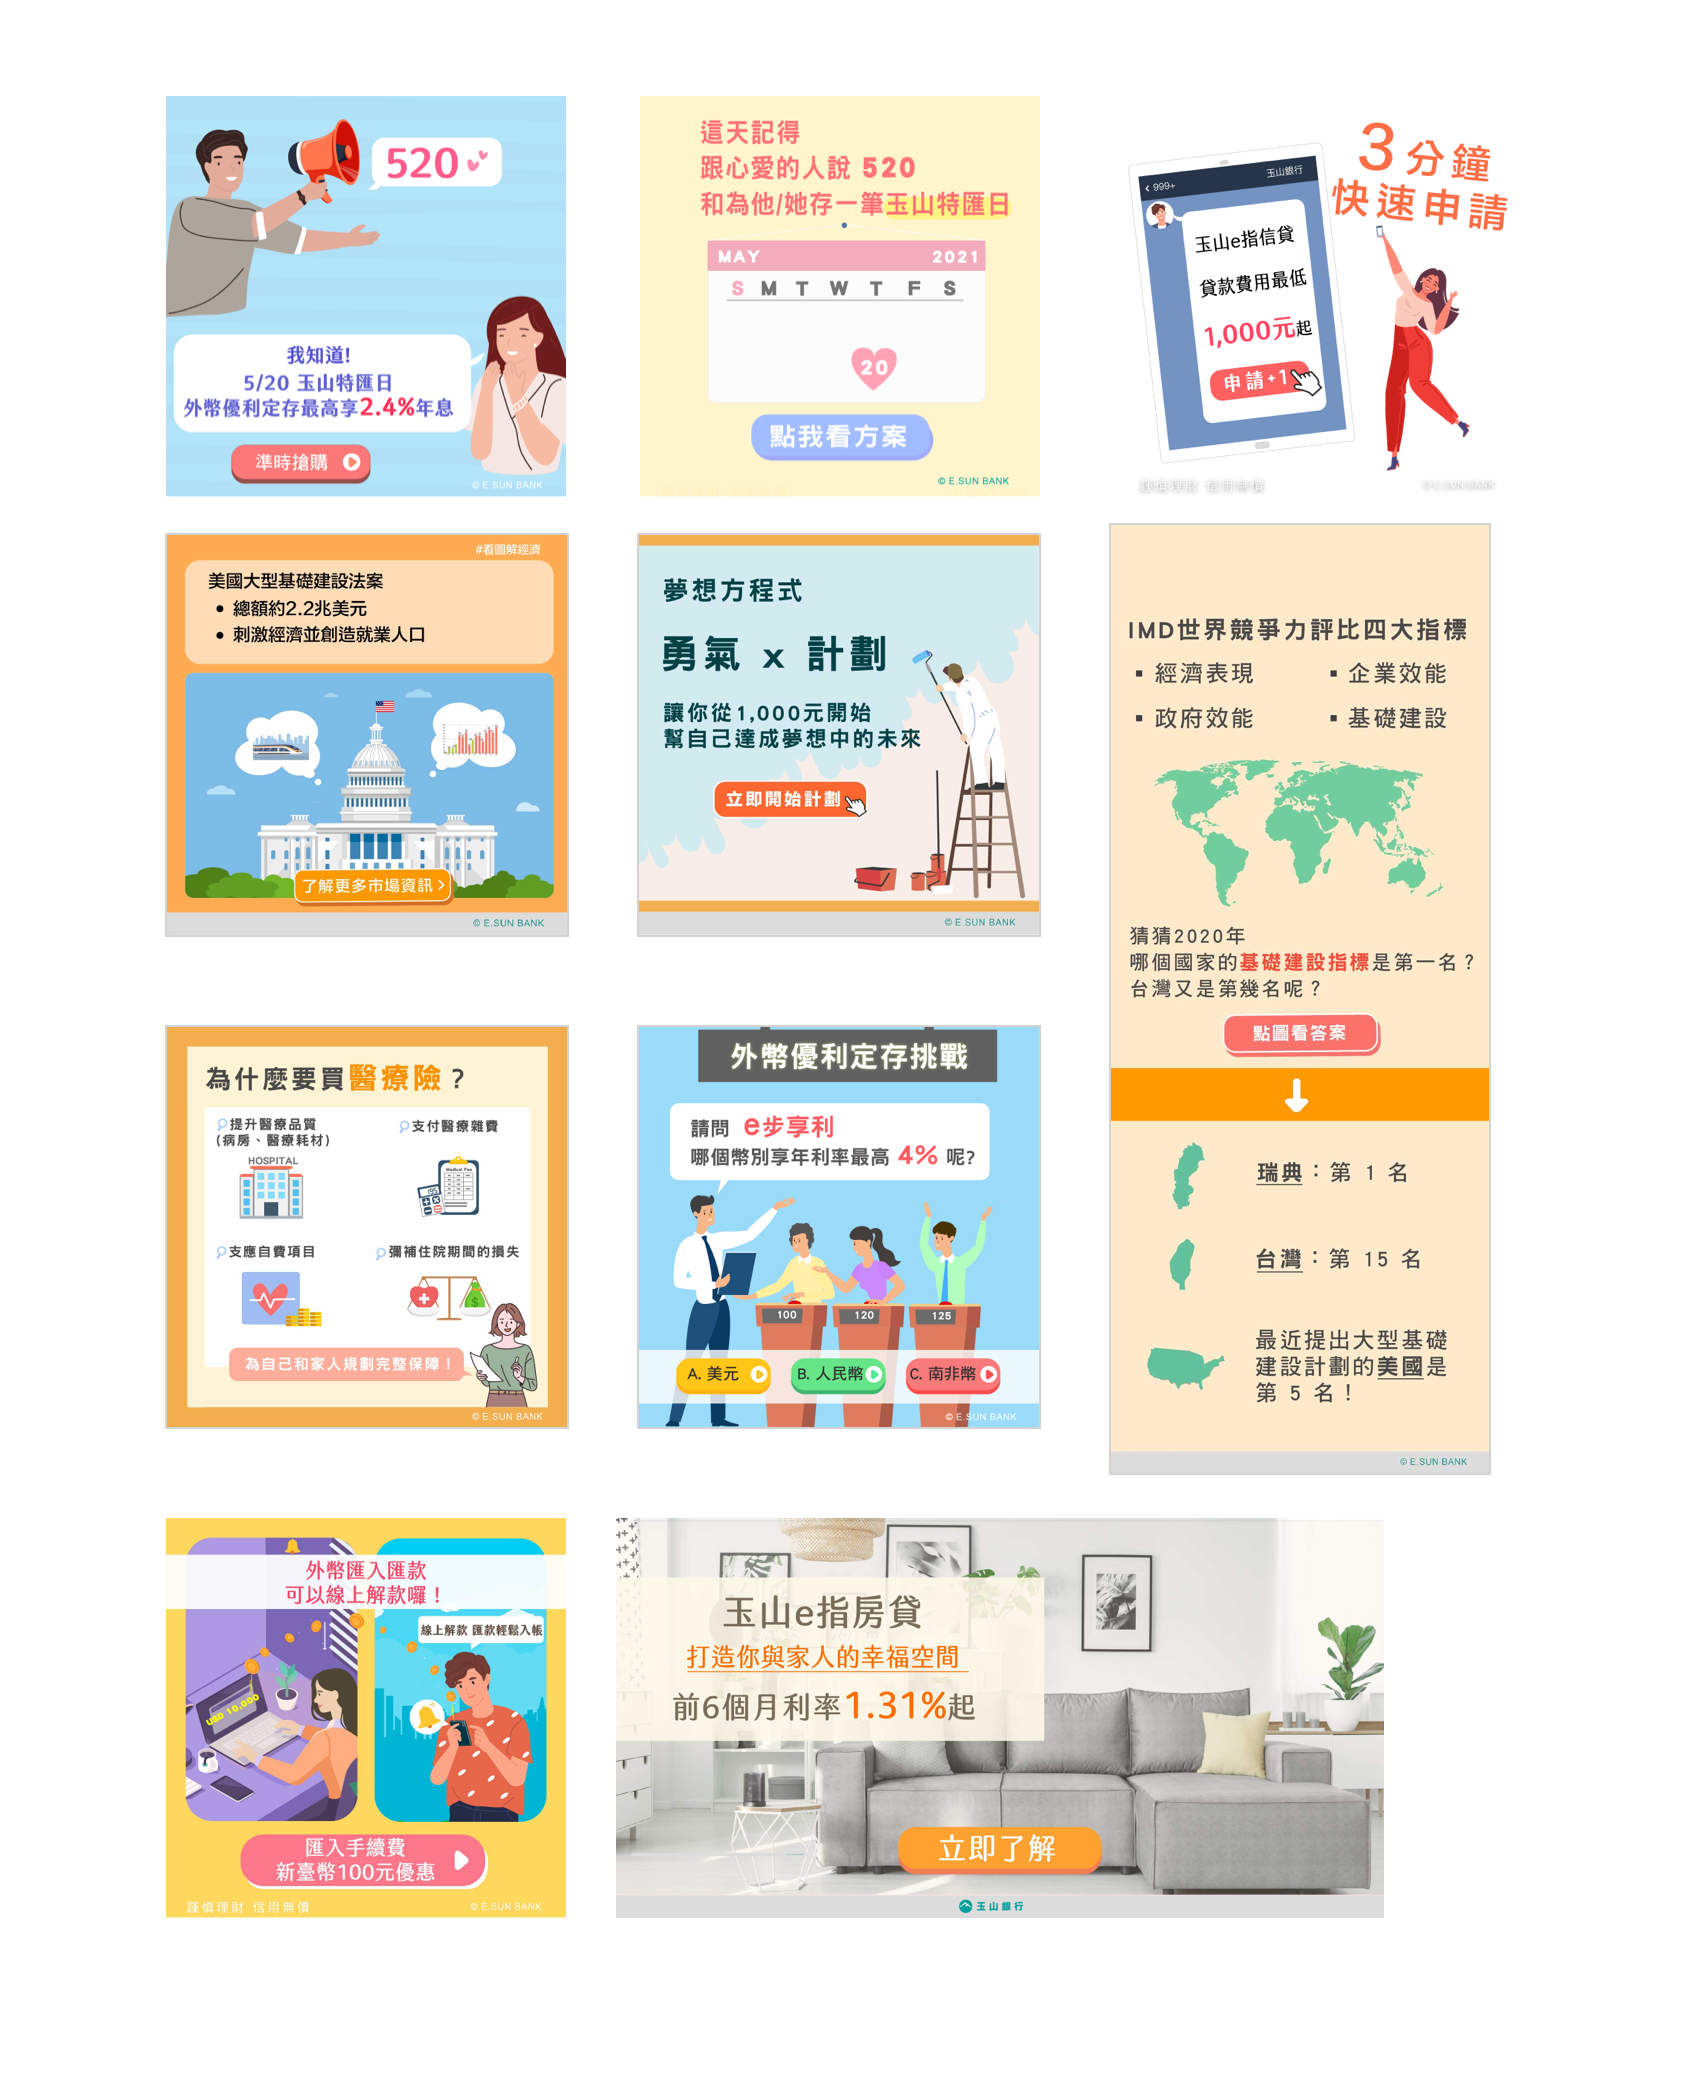 520
我知道!
5/20 玉山特匯日
外幣優利定存最高享2.4%年息
準時搶購
© E.SUN BANK
這天記得
跟心愛的人說 520
和為他/她存一筆玉山特匯日
MAY 2021
S M T W T F S
20
點我看方案
© E.SUN BANK
3分鐘
快速申請
999+ 玉山銀行
玉山e指信貸
貸款費用最低
1,000元起
申請+1
謹慎理財 信用無價
© E.SUN BANK
#看圖解經濟
美國大型基礎建設法案
• 總額約2.2兆美元
• 刺激經濟並創造就業人口
了解更多市場資訊 >
© E.SUN BANK
夢想方程式
勇氣 x 計劃
讓你從1,000元開始
幫自己達成夢想中的未來
立即開始計劃
© E.SUN BANK
IMD世界競爭力評比四大指標
▪ 經濟表現 ▪ 企業效能
▪ 政府效能 ▪ 基礎建設
猜猜2020年
哪個國家的基礎建設指標是第一名？
台灣又是第幾名呢？
點圖看答案
瑞典：第 1 名
台灣：第 15 名
最近提出大型基礎
建設計劃的美國是
第 5 名！
© E.SUN BANK
為什麼要買醫療險？
提升醫療品質
(病房、醫療耗材)
支付醫療雜費
HOSPITAL
Medical Fee
支應自費項目
彌補住院期間的損失
為自己和家人規劃完整保障！
© E.SUN BANK
外幣優利定存挑戰
請問 e步享利
哪個幣別享年利率最高 4% 呢?
100 120 125
A. 美元 B. 人民幣 C. 南非幣
© E.SUN BANK
外幣匯入匯款
可以線上解款囉！
線上解款 匯款輕鬆入帳
USD 10,000
匯入手續費
新臺幣100元優惠
謹慎理財 信用無價
© E.SUN BANK
玉山e指房貸
打造你與家人的幸福空間
前6個月利率1.31%起
立即了解
玉山銀行